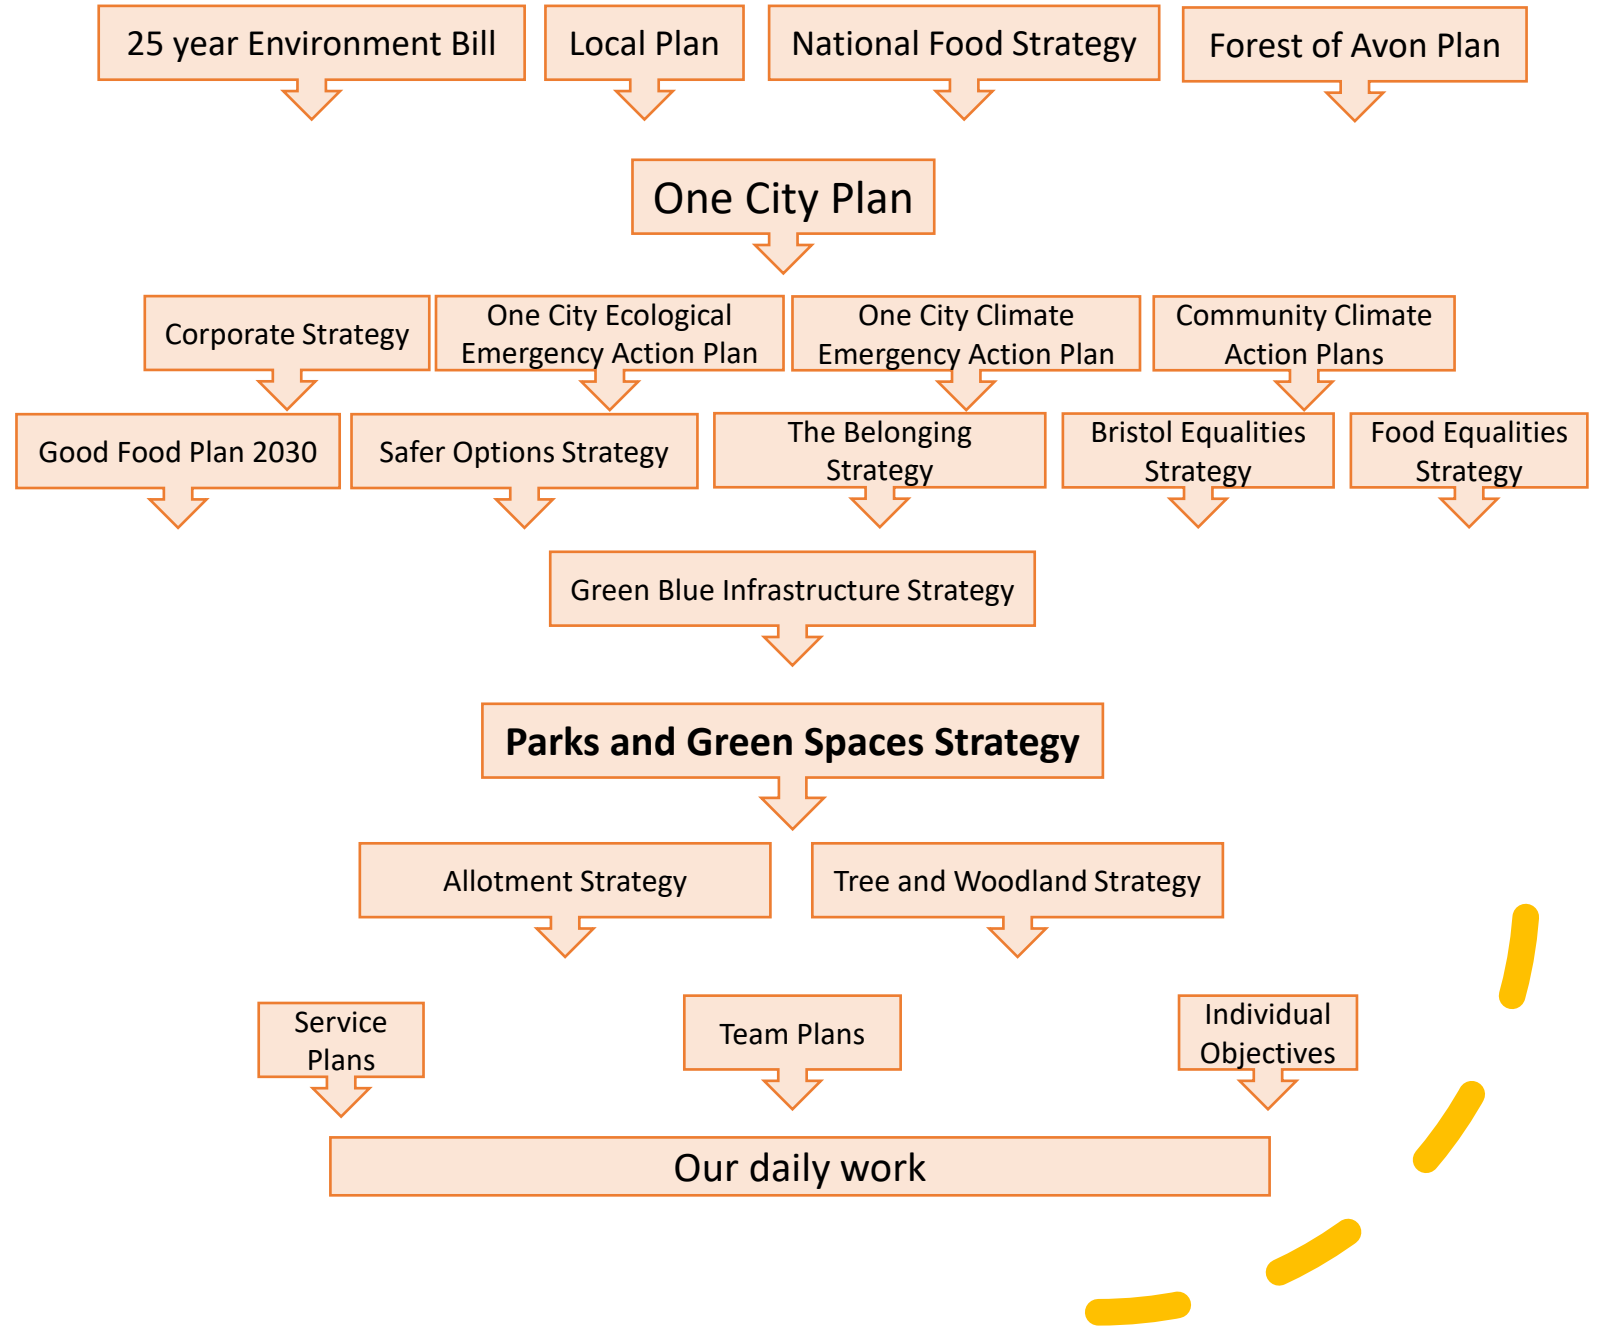 25 year Environment Bill
Local Plan
National Food Strategy
Forest of Avon Plan
One City Plan
Corporate Strategy
One City Ecological
Emergency Action Plan
One City Climate
Emergency Action Plan
Community Climate
Action Plans
Good Food Plan 2030
Safer Options Strategy
The Belonging
Strategy
Bristol Equalities
Strategy
Food Equalities
Strategy
Green Blue Infrastructure Strategy
Parks and Green Spaces Strategy
Allotment Strategy
Tree and Woodland Strategy
Service
Plans
Team Plans
Individual
Objectives
Our daily work